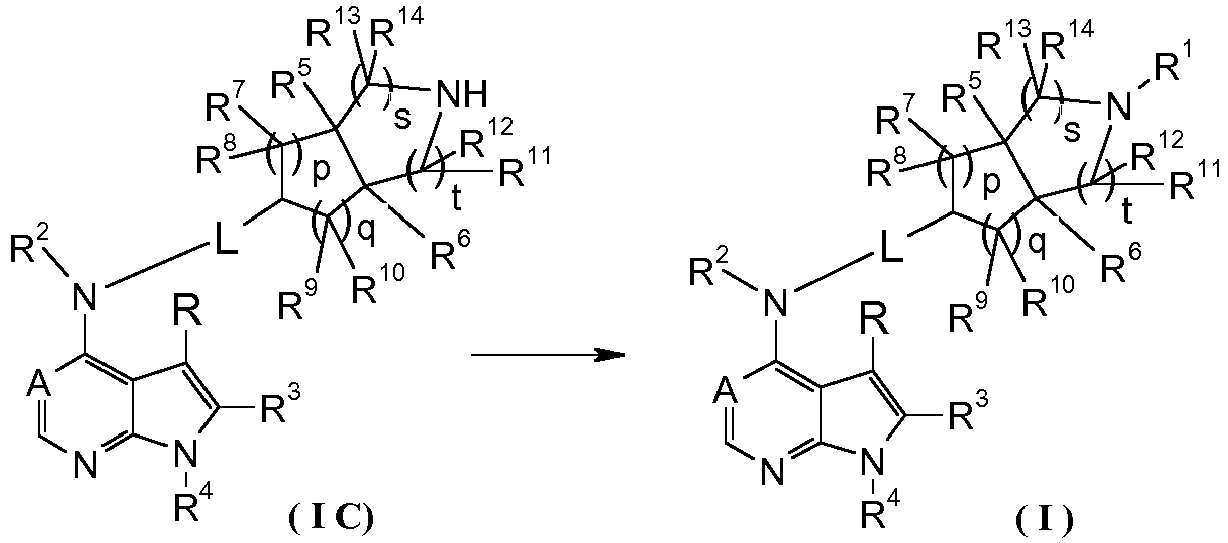 R¹³ R¹⁴
R⁵
R⁷ NH
( )s
R⁸ ( )p R¹² R¹¹
( )t
L ( )q
R² R⁶
N R⁹ R¹⁰
R
A R³
N N
R⁴
( I C)
R¹³ R¹⁴
R¹
R⁵ N
R⁷ ( )s
R⁸ ( )p R¹² R¹¹
( )t
L ( )q
R² R⁶
N R⁹ R¹⁰
R
A R³
N N
R⁴
( I )